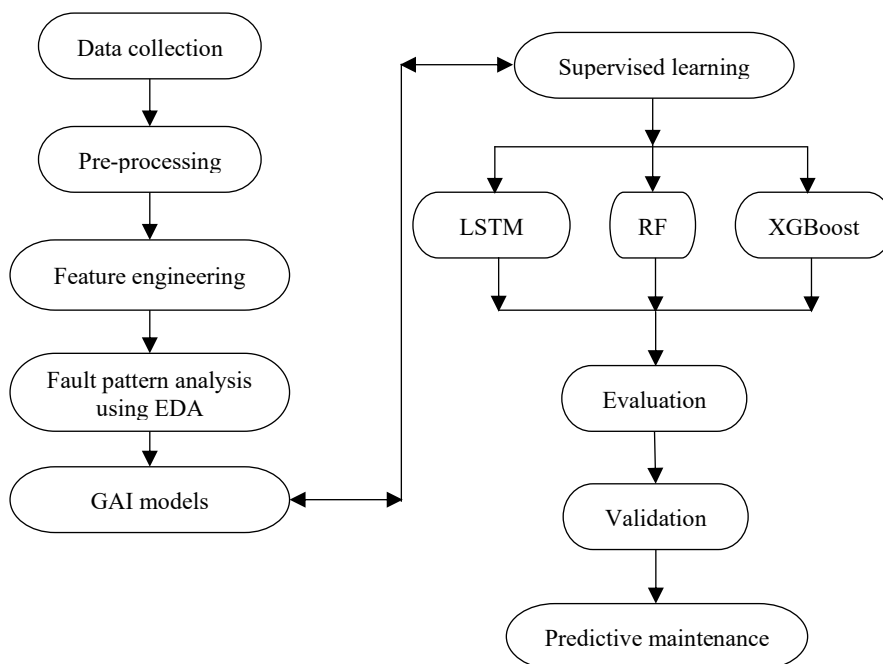 Data collection
Pre-processing
Feature engineering
Fault pattern analysis
using EDA
GAI models
Supervised learning
LSTM
RF
XGBoost
Evaluation
Validation
Predictive maintenance